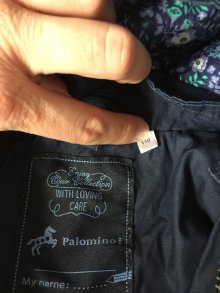 Enjoy
Our Collection
WITH LOVING
CARE
Palomino
My name:
110